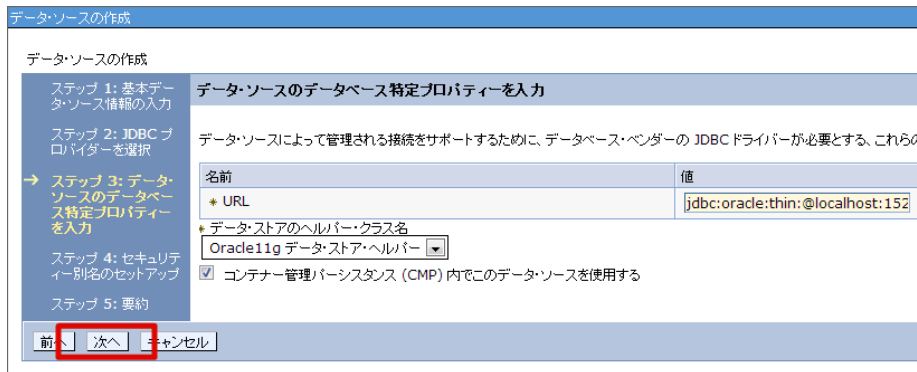 データ・ソースの作成
データ・ソースの作成
ステップ 1: 基本デー
タ・ソース情報の入力
ステップ 2: JDBC プ
ロバイダーを選択
→ ステップ 3: データ・
ソースのデータベー
ス特定プロパティー
を入力
ステップ 4: セキュリテ
ィー別名のセットアップ
ステップ 5: 要約
データ・ソースのデータベース特定プロパティーを入力
データ・ソースによって管理される接続をサポートするために、データベース・ベンダーの JDBC ドライバーが必要とする、これらの
名前 値
* URL jdbc:oracle:thin:@localhost:152
* データ・ストアのヘルパー・クラス名
Oracle11g データ・ストア・ヘルパー
コンテナー管理パーシスタンス (CMP) 内でこのデータ・ソースを使用する
前へ 次へ キャンセル